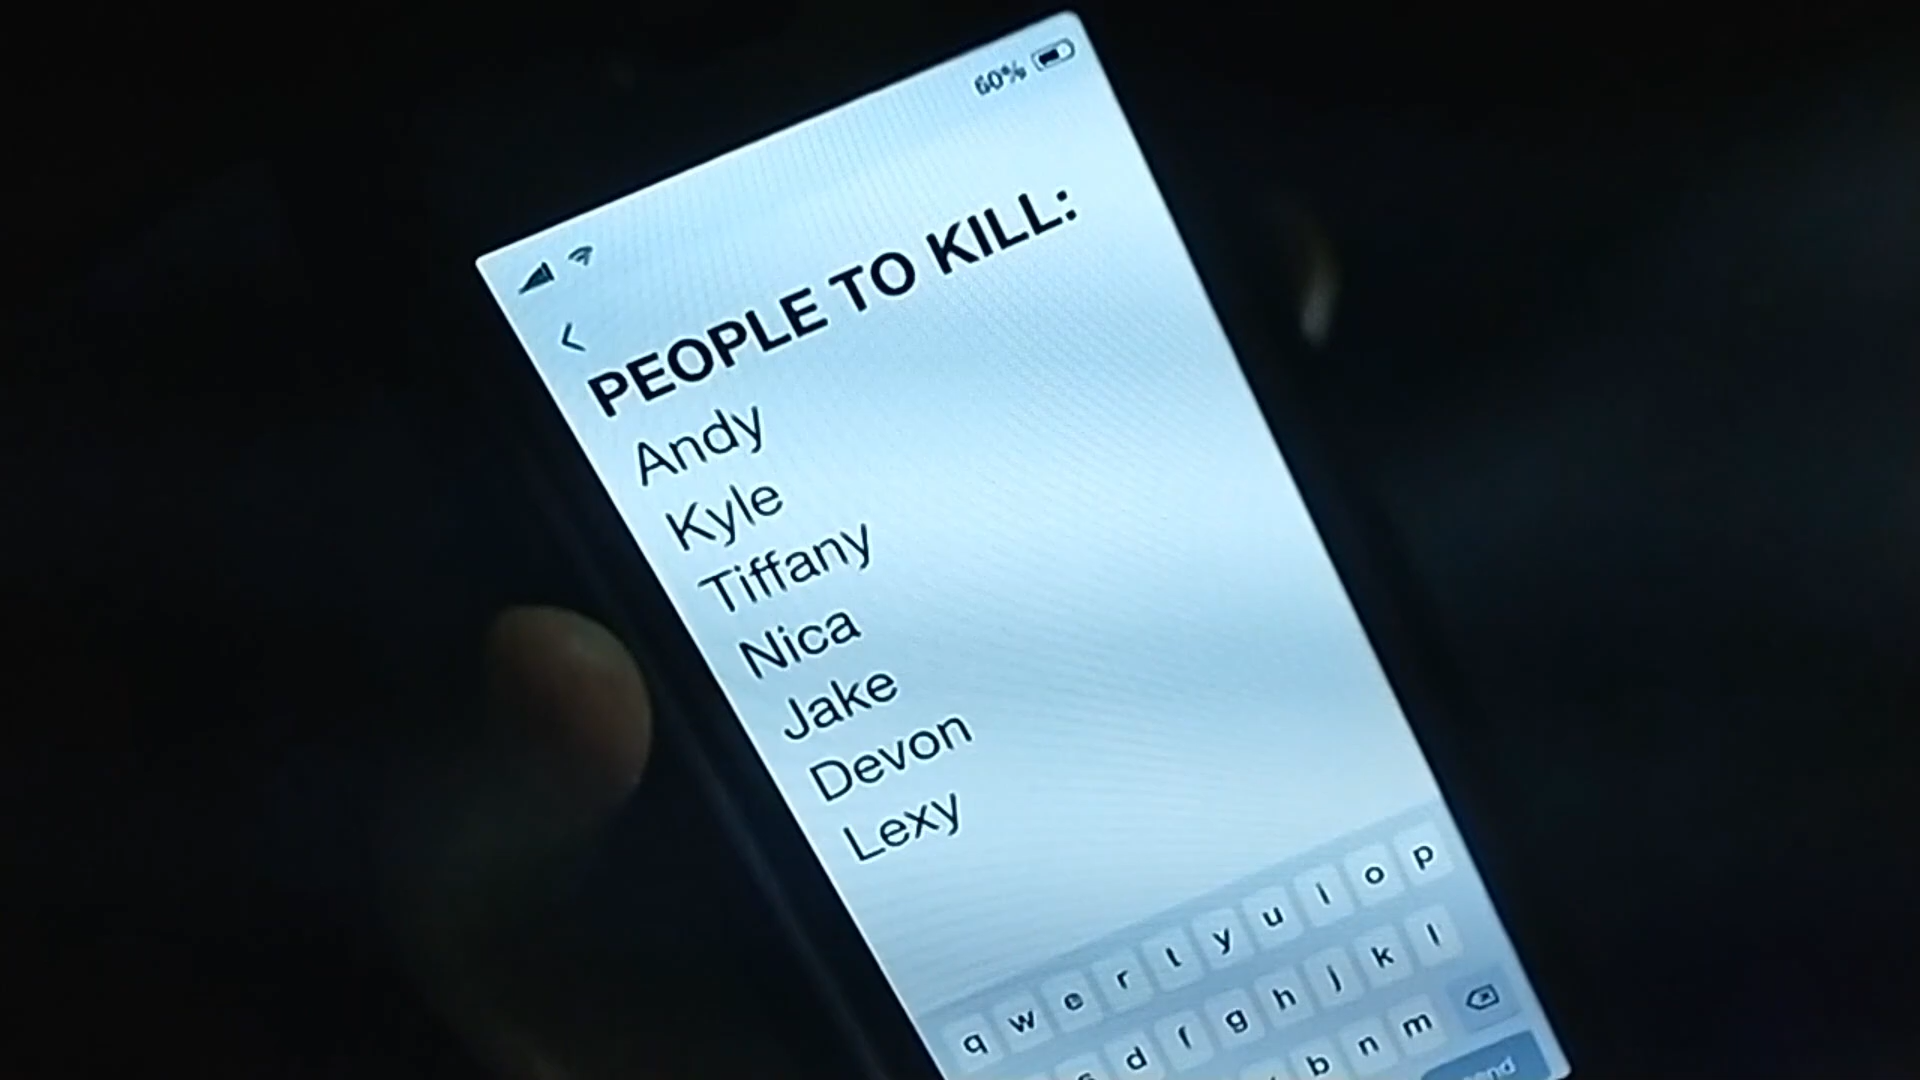 60%
<
PEOPLE TO KILL:
Andy
Kyle
Tiffany
Nica
Jake
Devon
Lexy
q w e r t y u i o p
d f g h j k l
b n m